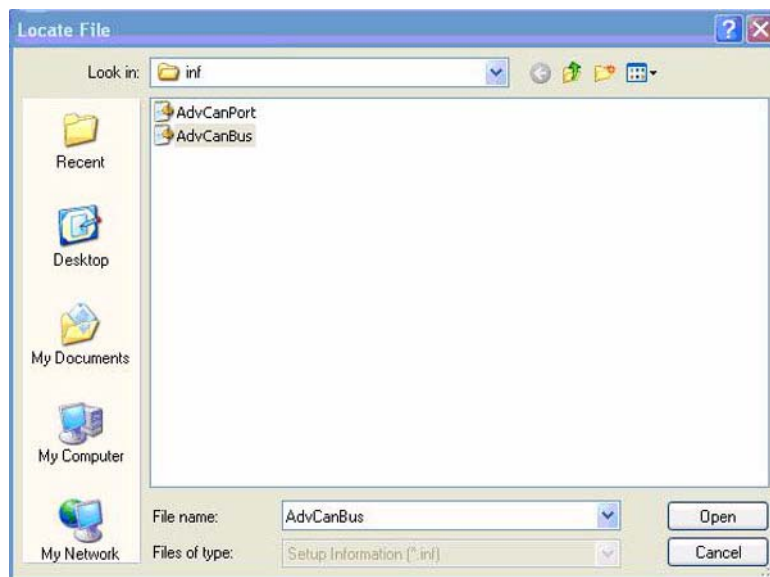 Locate File
Look in: inf
AdvCanPort
AdvCanBus
Recent
Desktop
My Documents
My Computer
My Network
File name: AdvCanBus Open
Files of type: Setup Information (*.inf) Cancel